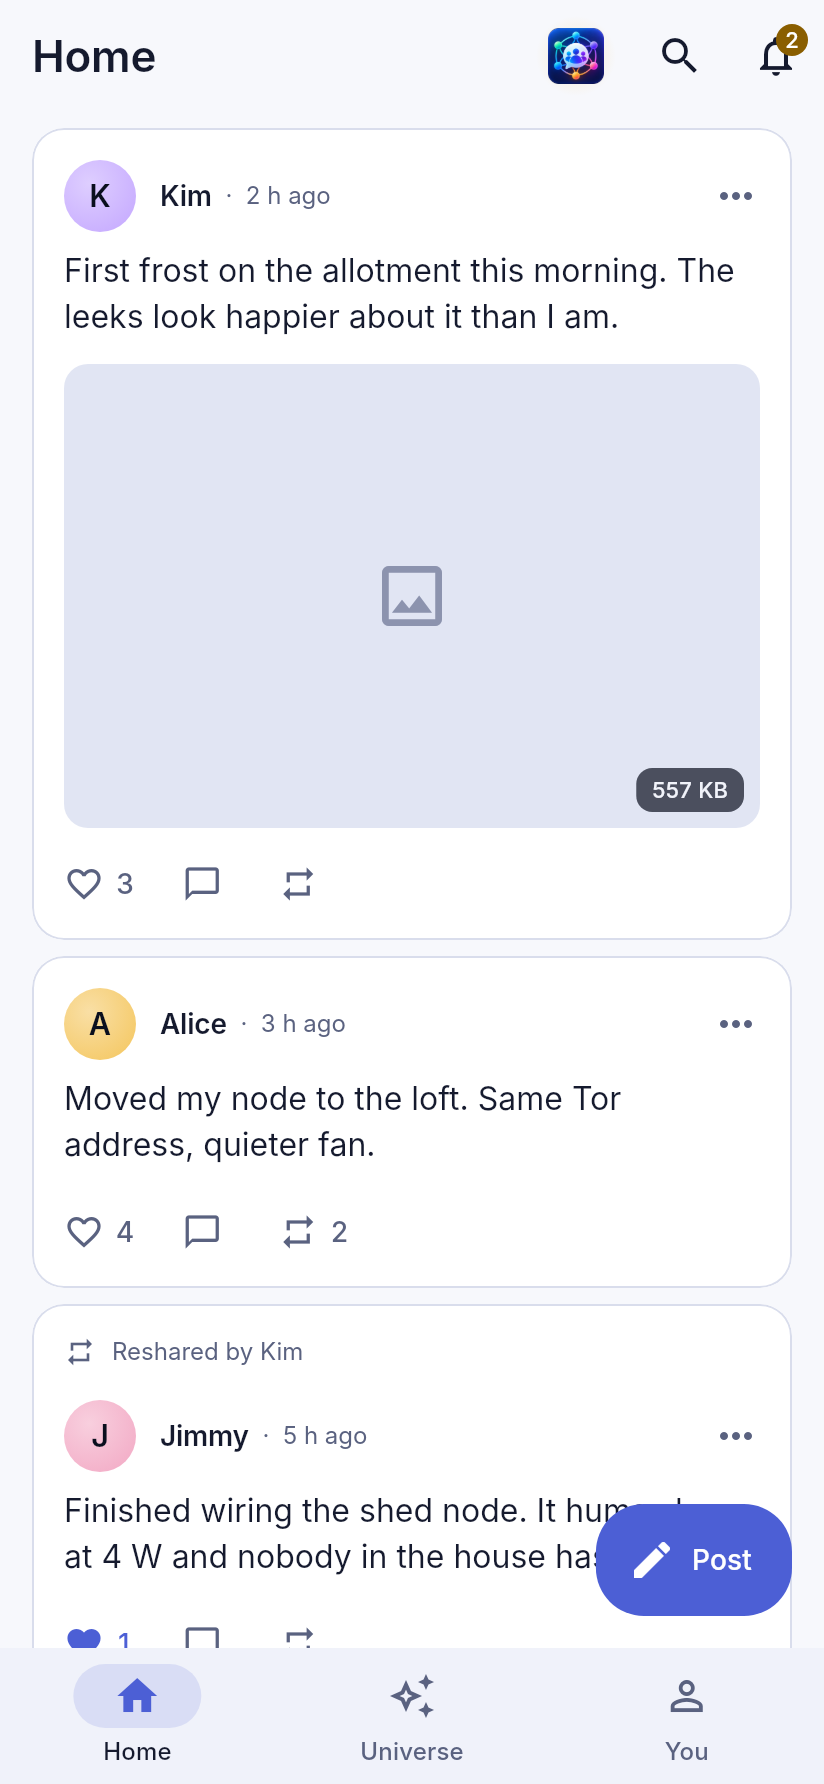 Home
2
K
Kim · 2 h ago
First frost on the allotment this morning. The
leeks look happier about it than I am.
557 KB
3
A
Alice · 3 h ago
Moved my node to the loft. Same Tor
address, quieter fan.
4
2
Reshared by Kim
J
Jimmy · 5 h ago
Finished wiring the shed node. It
at 4 W and nobody in the house
Post
1
Home
Universe
You